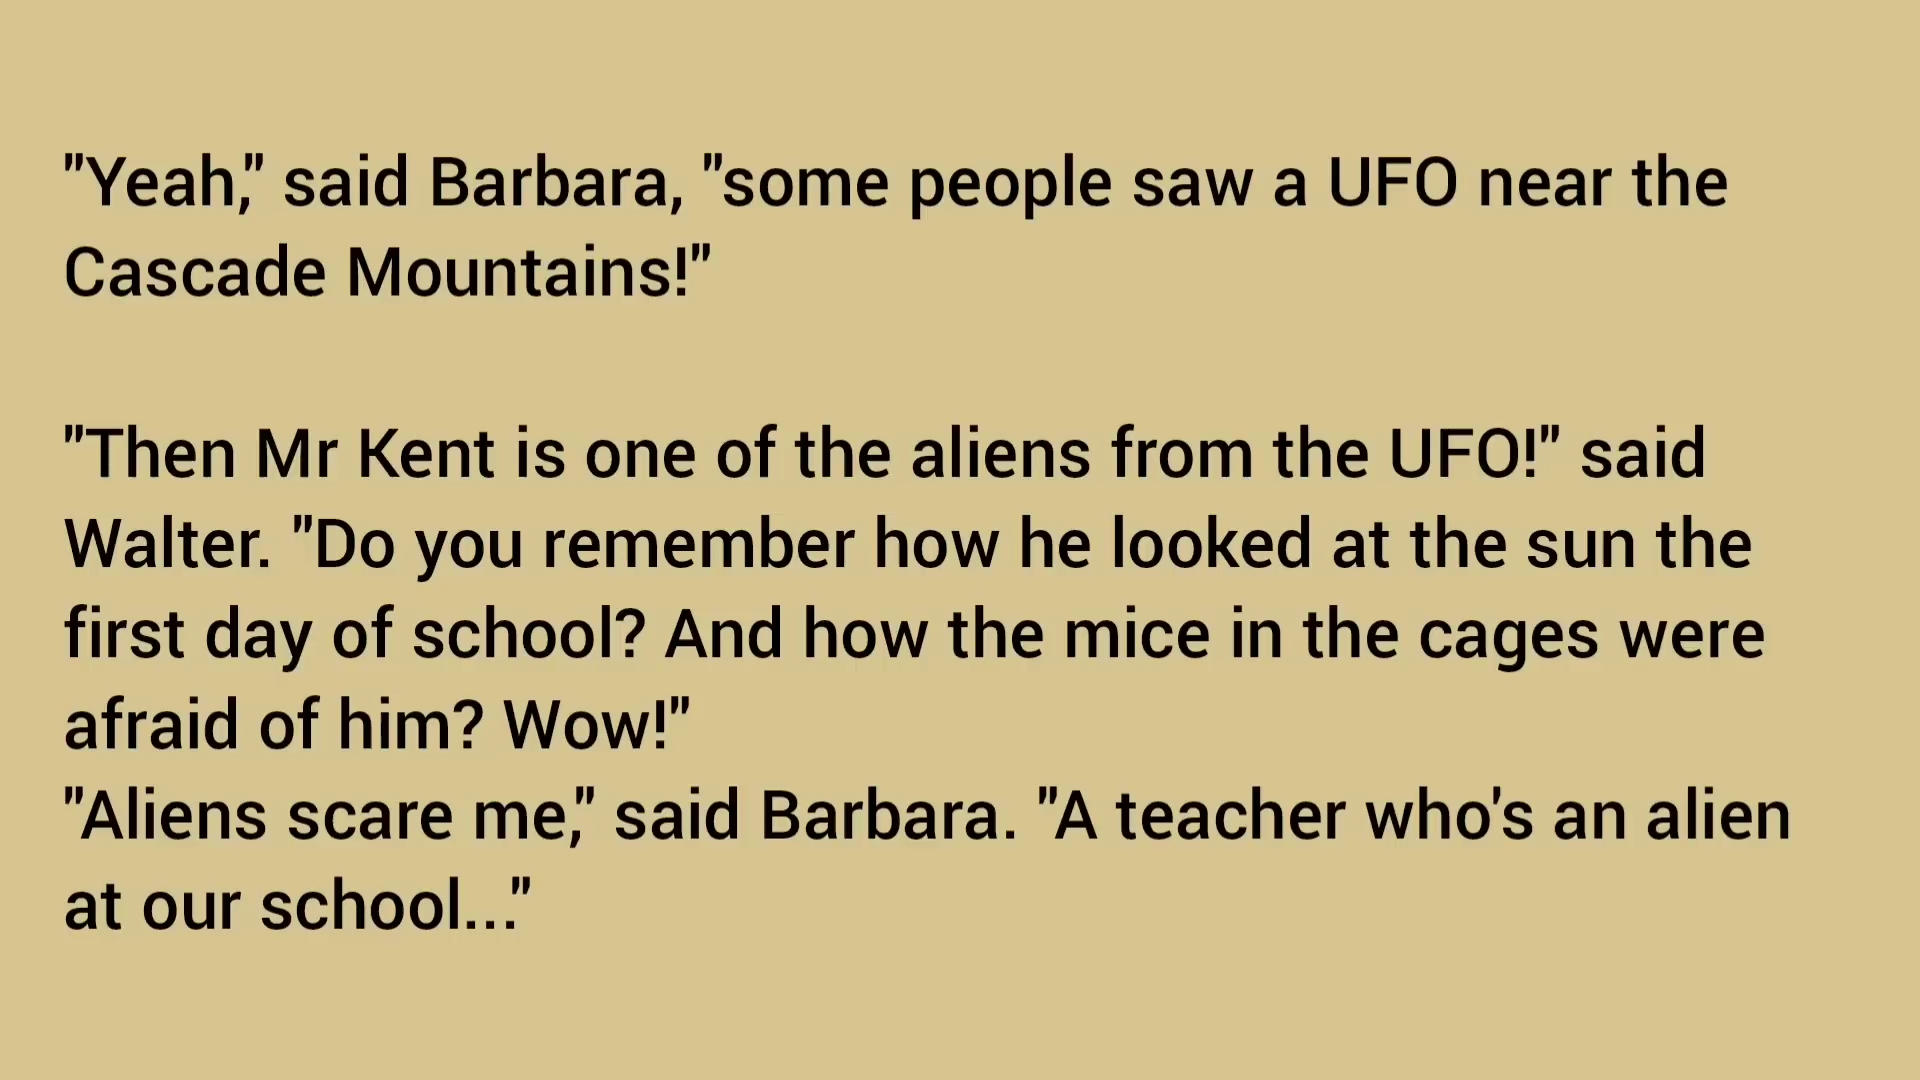 "Yeah," said Barbara, "some people saw a UFO near the
Cascade Mountains!"
"Then Mr Kent is one of the aliens from the UFO!" said
Walter. "Do you remember how he looked at the sun the
first day of school? And how the mice in the cages were
afraid of him? Wow!"
"Aliens scare me," said Barbara. "A teacher who's an alien
at our school..."